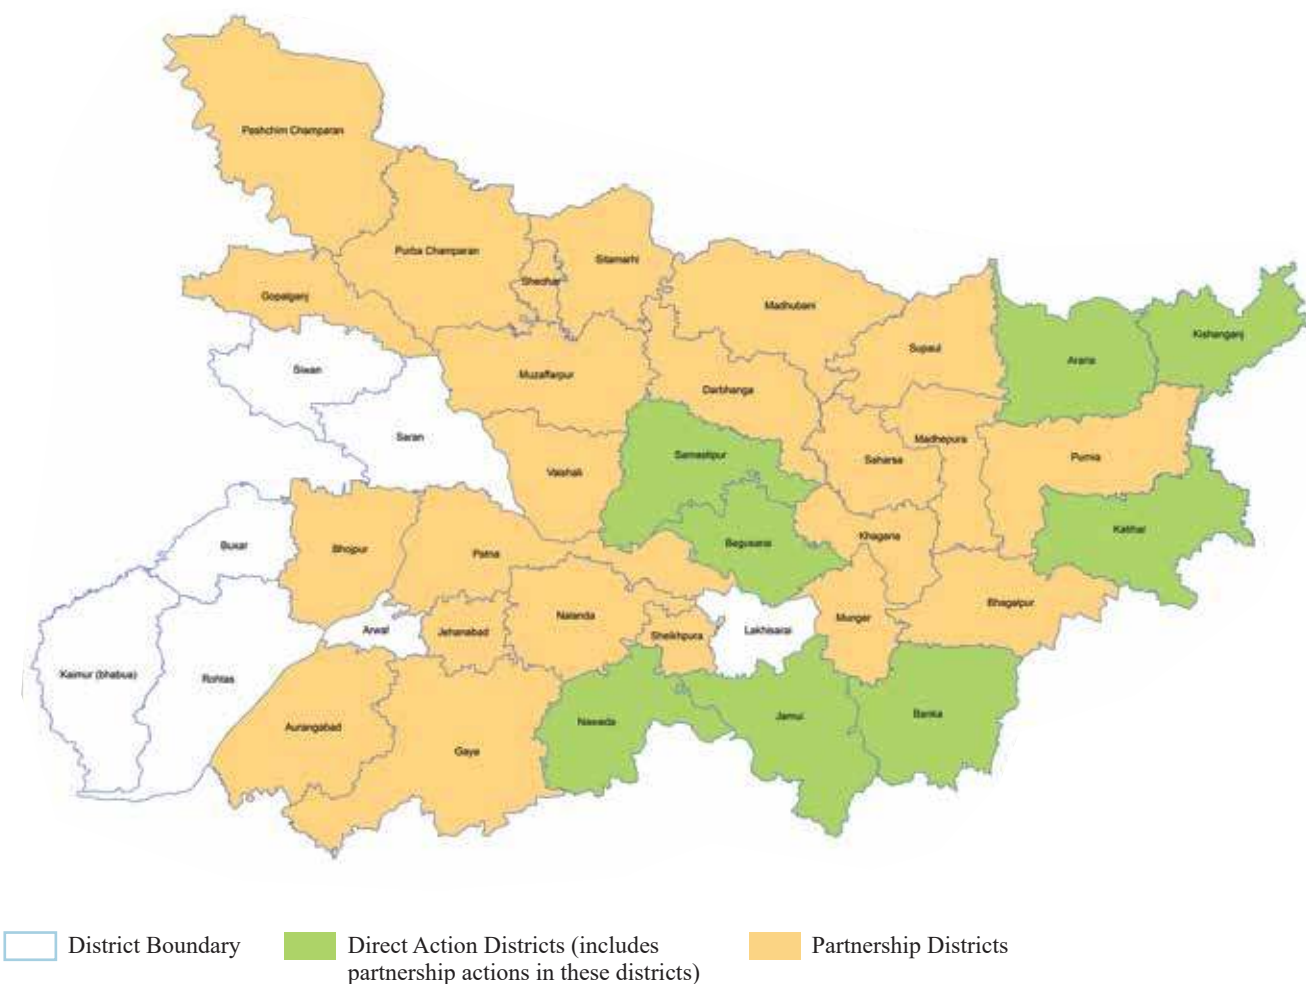 Pashchim Champaran
Purba Champaran
Sheohar
Sitamarhi
Gopalganj
Madhubani
Kishanganj
Supaul
Araria
Siwan
Muzaffarpur
Darbhanga
Saran
Madhepura
Samastipur
Saharsa
Purnia
Vaishali
Katihar
Buxar
Bhojpur
Patna
Begusarai
Khagaria
Bhagalpur
Arwal
Jehanabad
Nalanda
Sheikhpura
Lakhisarai
Munger
Kaimur (bhabua)
Rohtas
Aurangabad
Gaya
Nawada
Jamui
Banka
District Boundary
Direct Action Districts (includes
partnership actions in these districts)
Partnership Districts